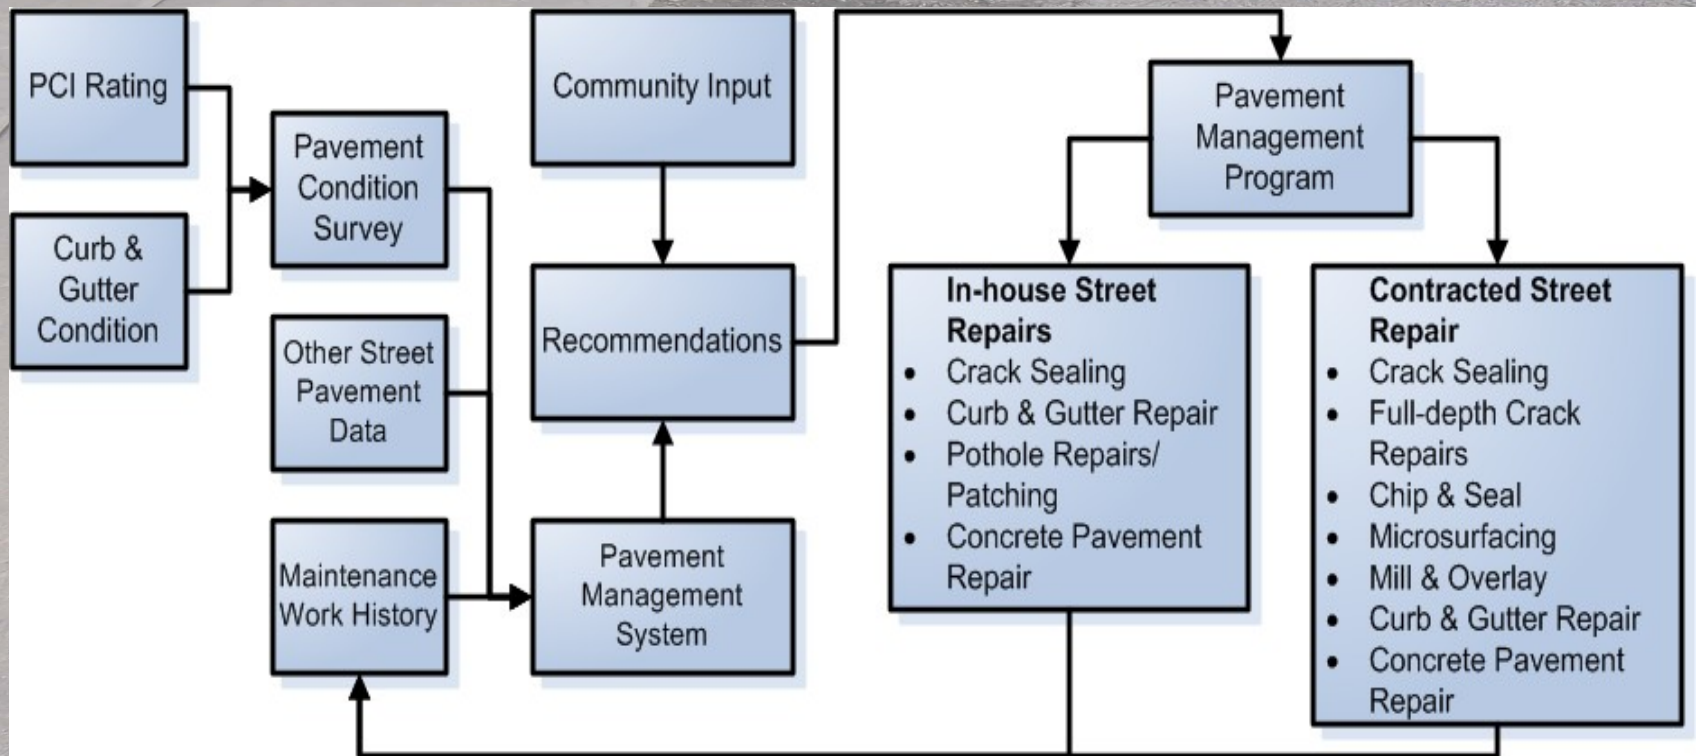 PCI Rating
Curb &
Gutter
Condition
Pavement
Condition
Survey
Other Street
Pavement
Data
Maintenance
Work History
Community Input
Recommendations
Pavement
Management
System
Pavement
Management
Program
In-house Street
Repairs
• Crack Sealing
• Curb & Gutter Repair
• Pothole Repairs/
Patching
• Concrete Pavement
Repair
Contracted Street
Repair
• Crack Sealing
• Full-depth Crack
Repairs
• Chip & Seal
• Microsurfacing
• Mill & Overlay
• Curb & Gutter Repair
• Concrete Pavement
Repair